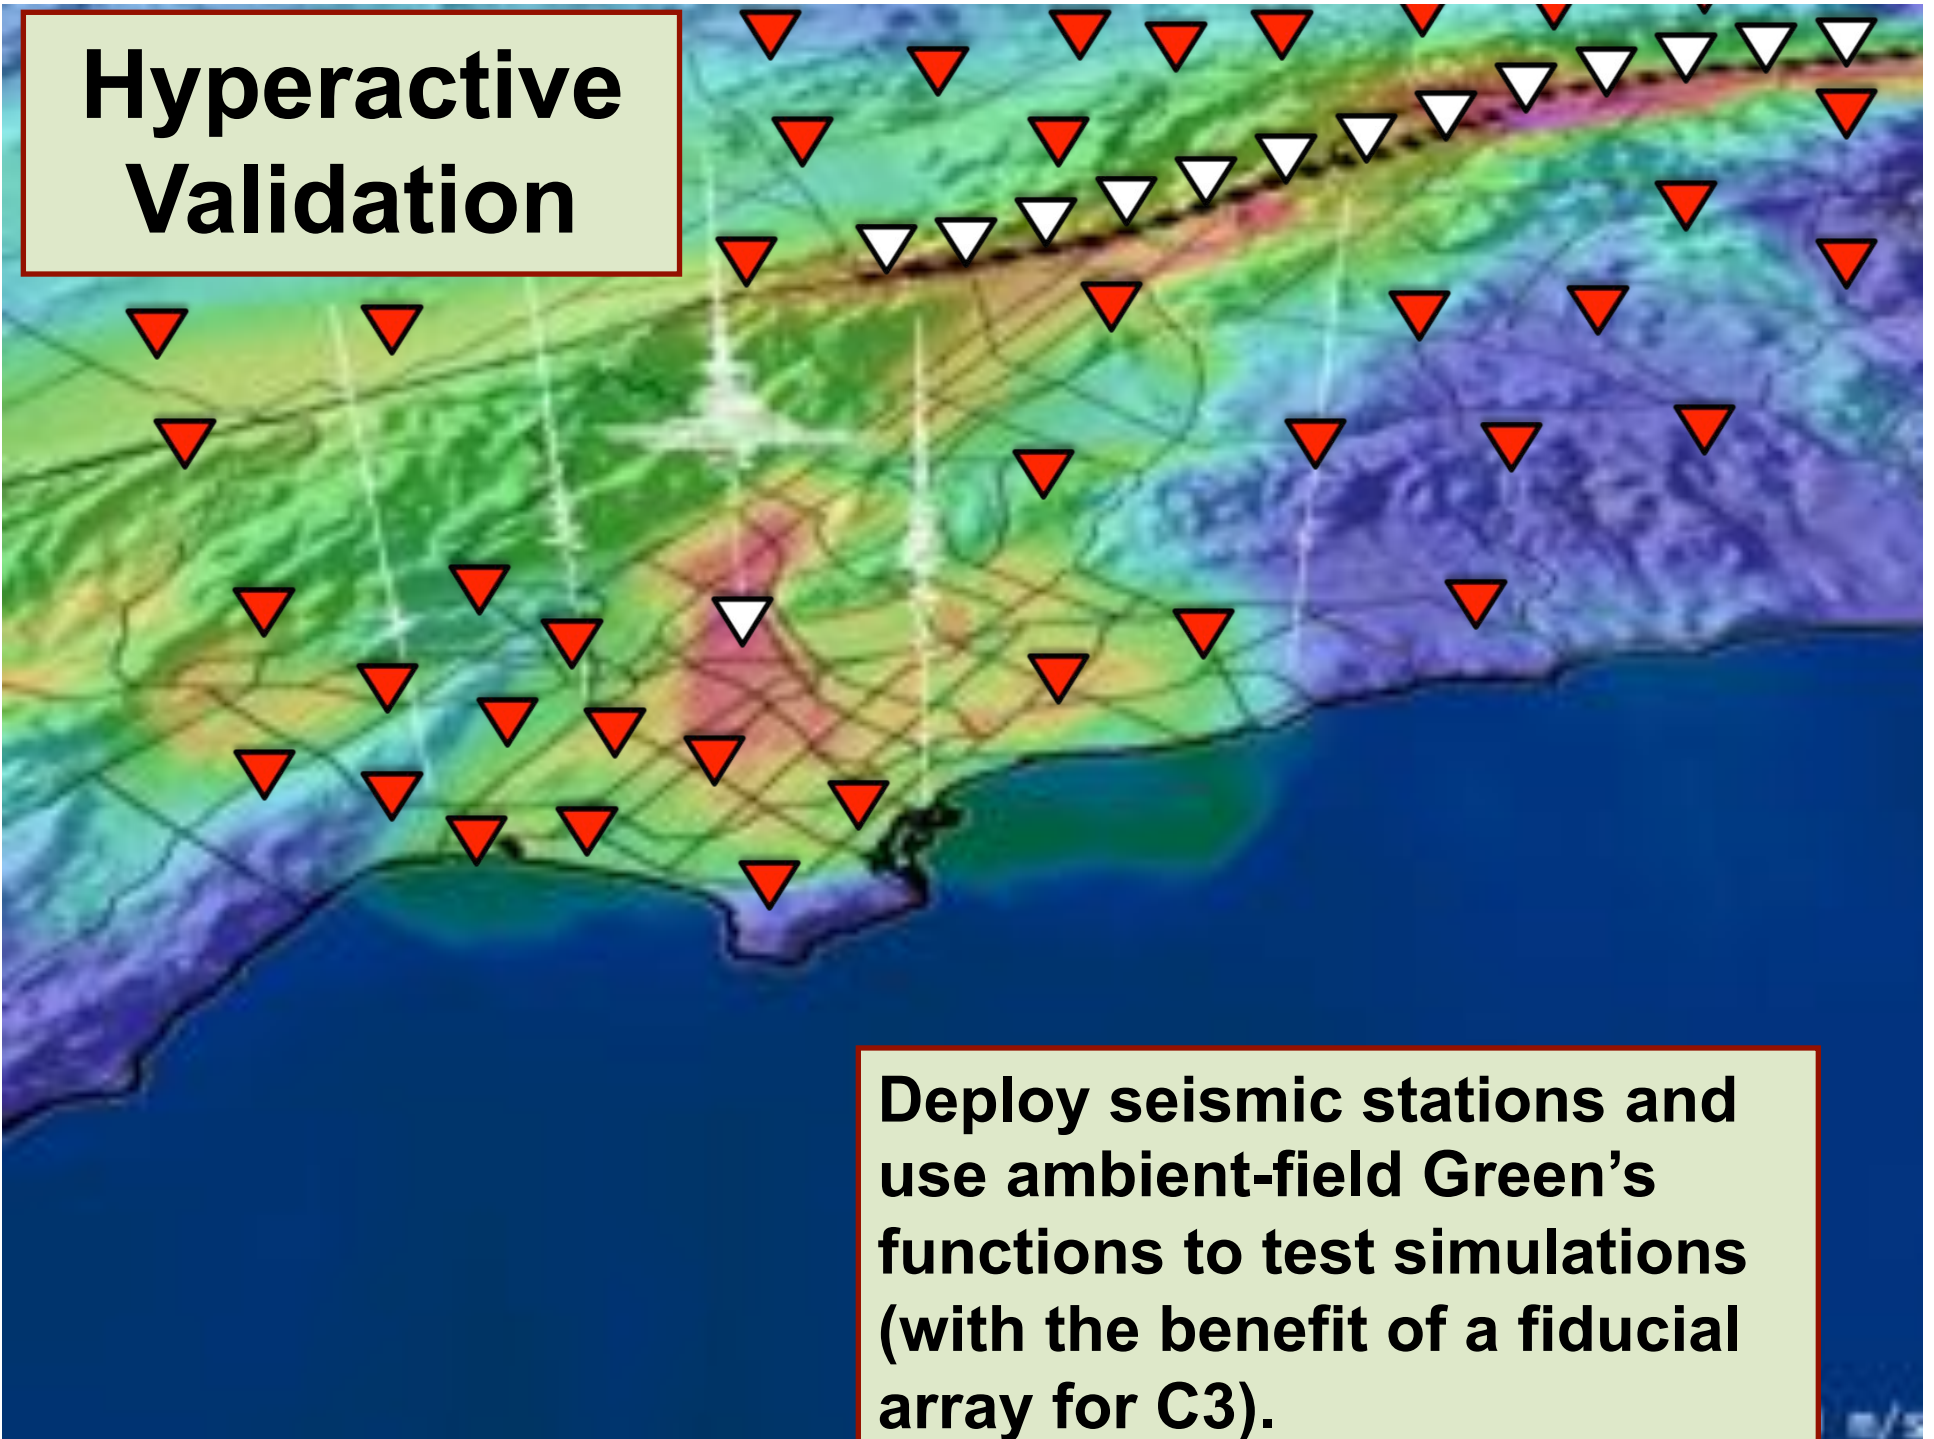 Hyperactive
Validation
Deploy seismic stations and
use ambient-field Green’s
functions to test simulations
(with the benefit of a fiducial
array for C3).
m/s